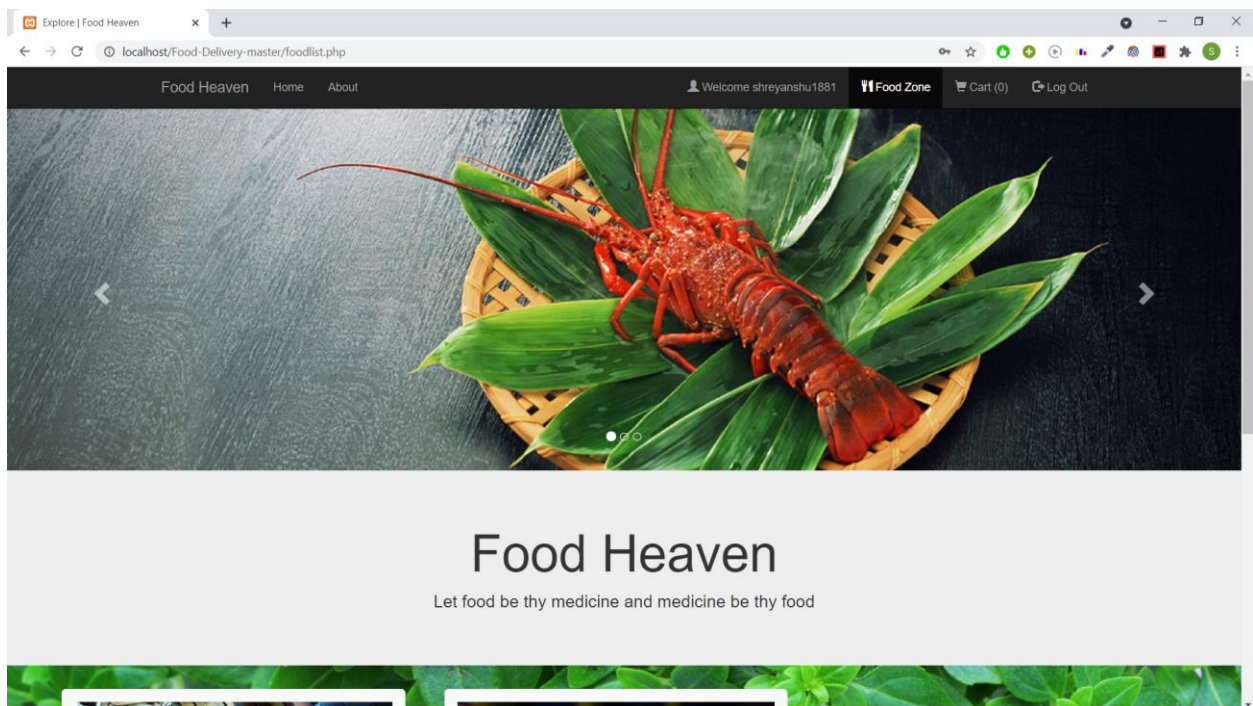 Explore | Food Heaven
localhost/Food-Delivery-master/foodlist.php
S
Food Heaven Home About Welcome shreyanshu1881 Food Zone Cart (0) Log Out
Food Heaven
Let food be thy medicine and medicine be thy food